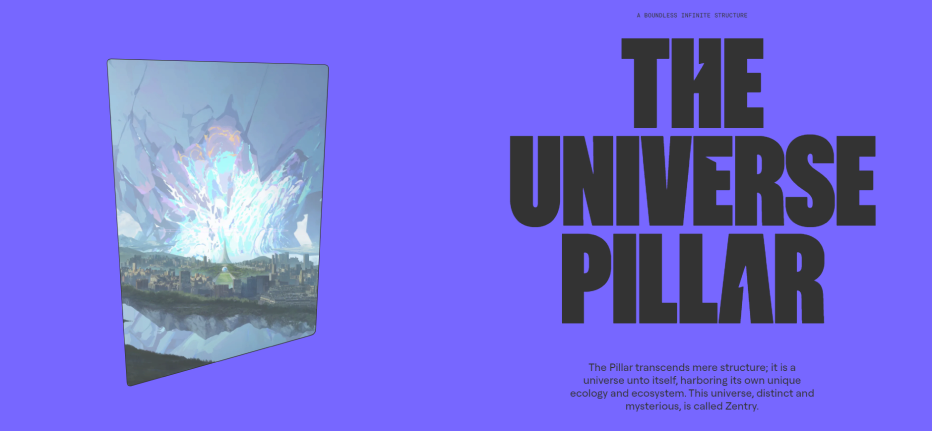 A BOUNDLESS INFINITE STRUCTURE
THE
UNIVERSE
PILLAR
The Pillar transcends mere structure; it is a
universe unto itself, harboring its own unique
ecology and ecosystem. This universe, distinct and
mysterious, is called Zentry.